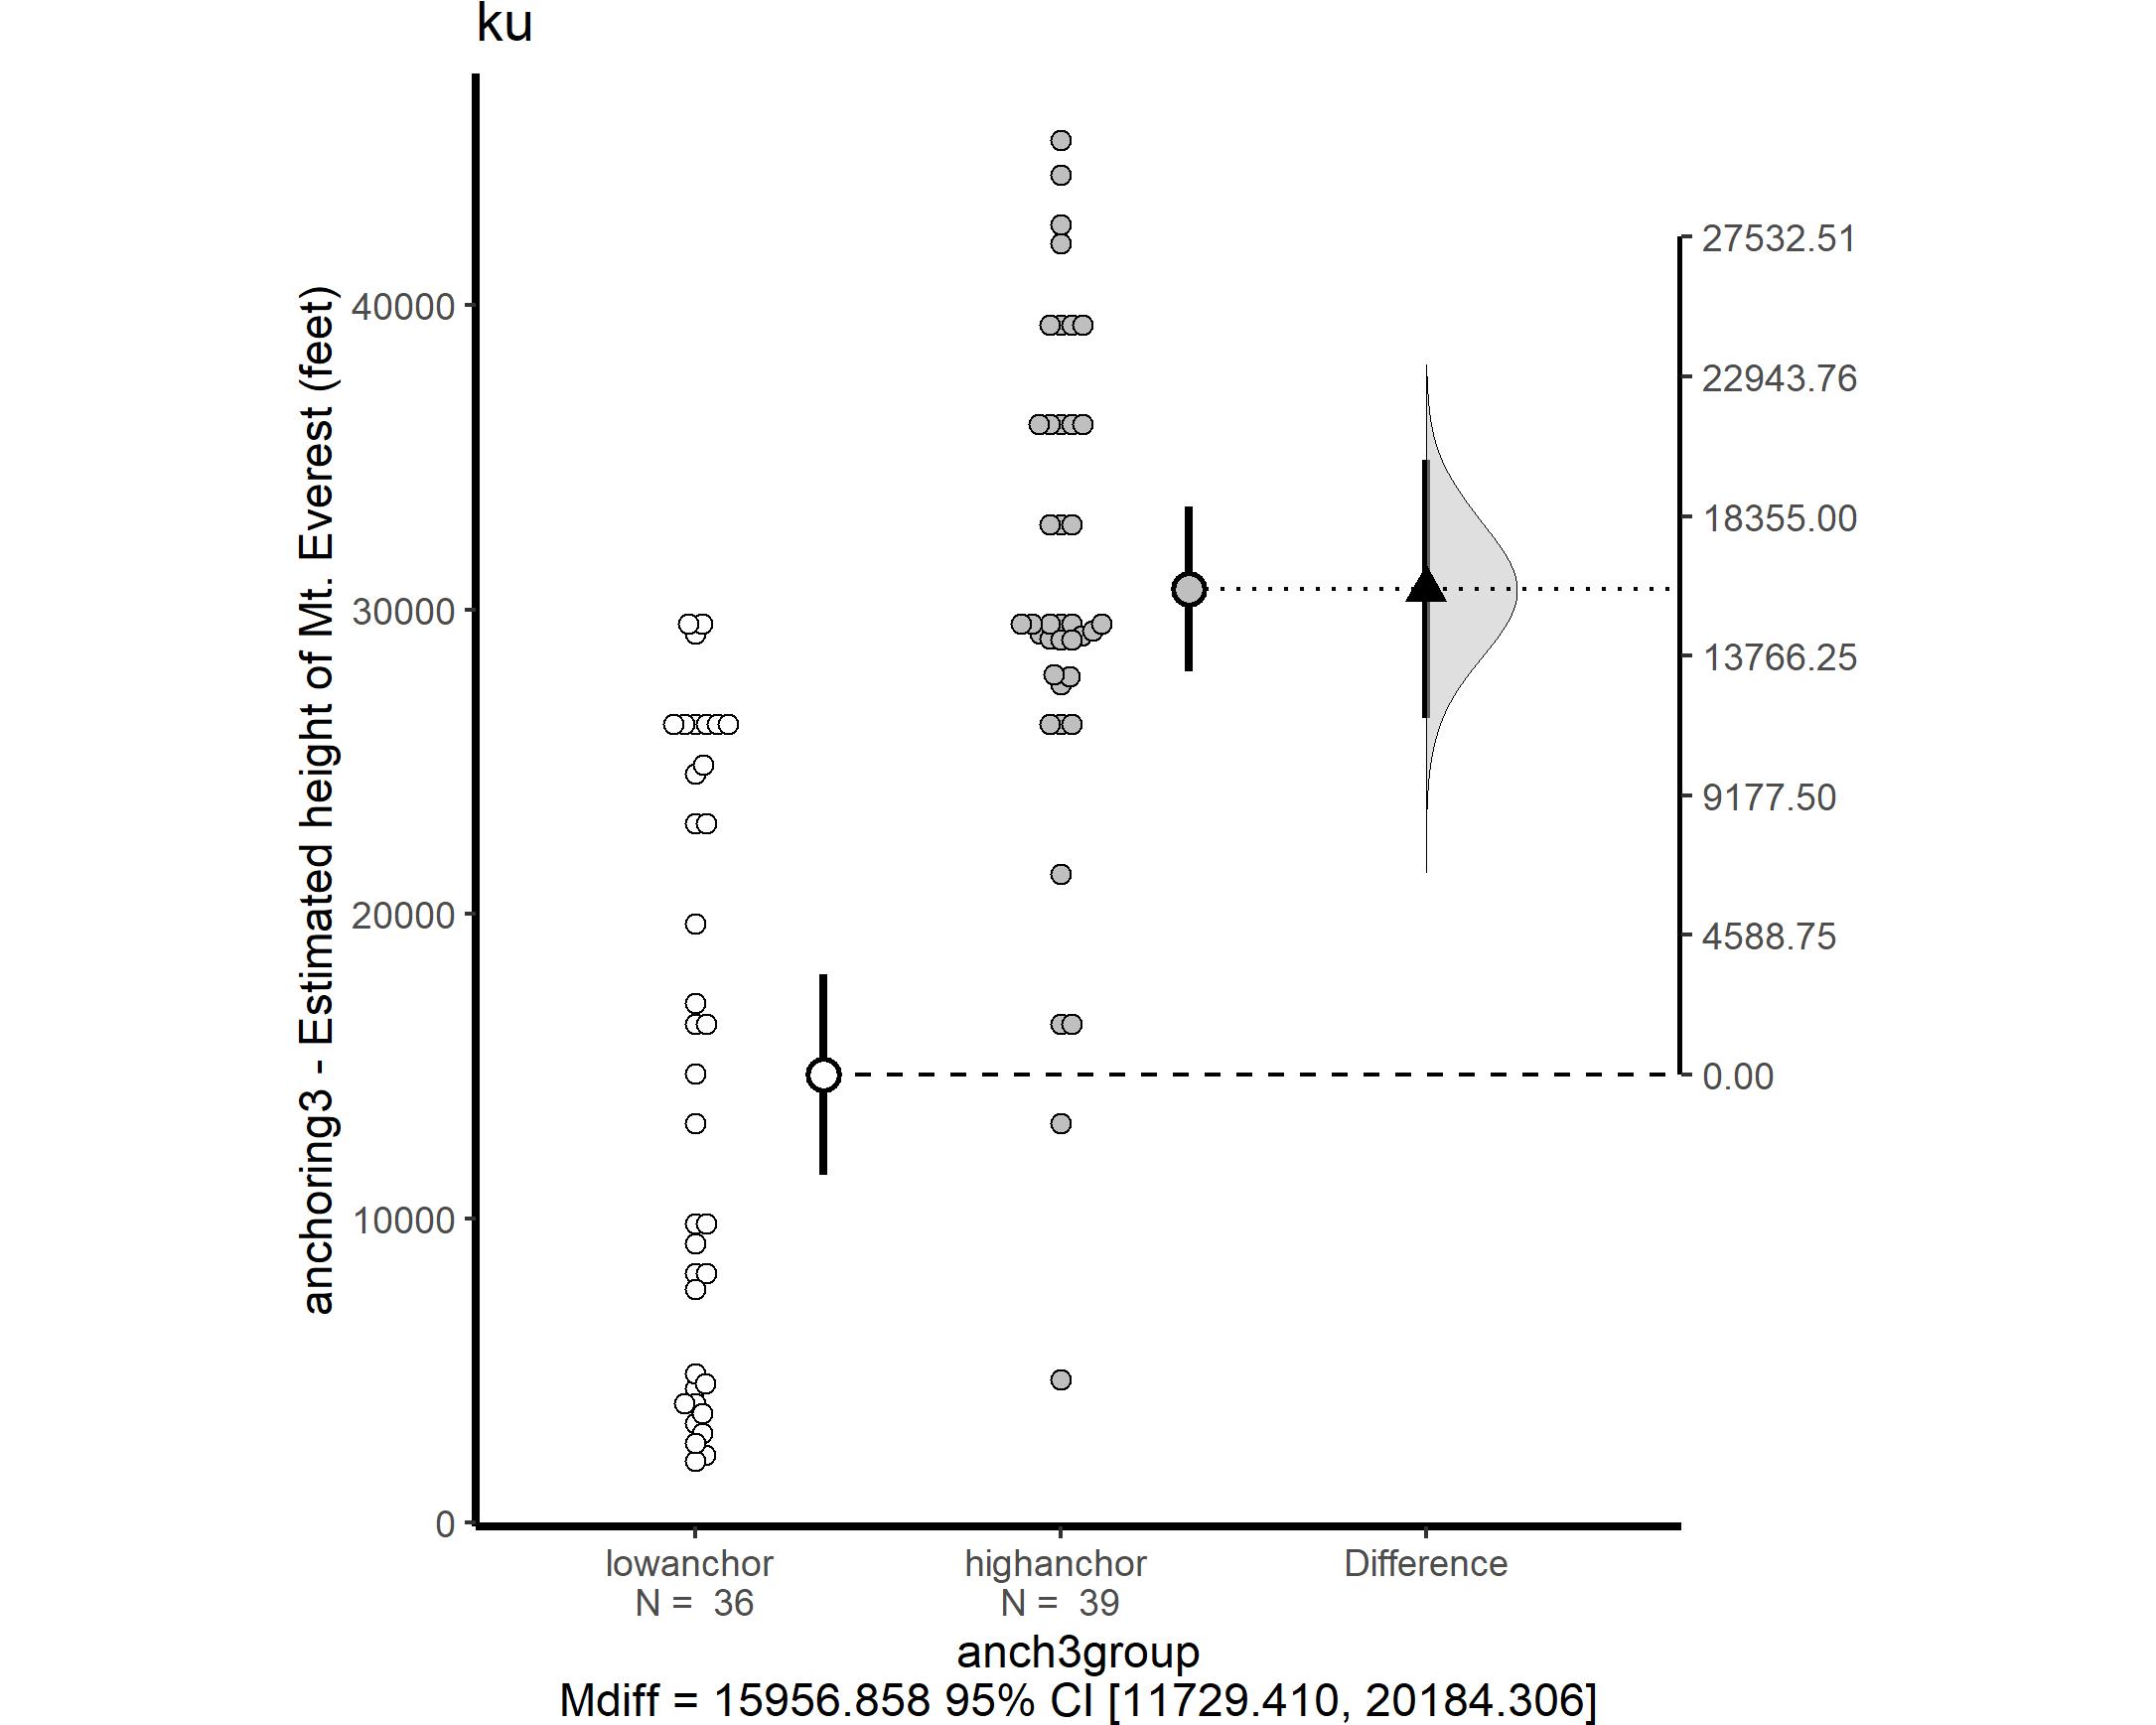 ku
anchoring3 - Estimated height of Mt. Everest (feet)
40000
30000
20000
10000
0
27532.51
22943.76
18355.00
13766.25
9177.50
4588.75
0.00
lowanchor
N =  36
highanchor
N =  39
Difference
anch3group
Mdiff = 15956.858 95% CI [11729.410, 20184.306]